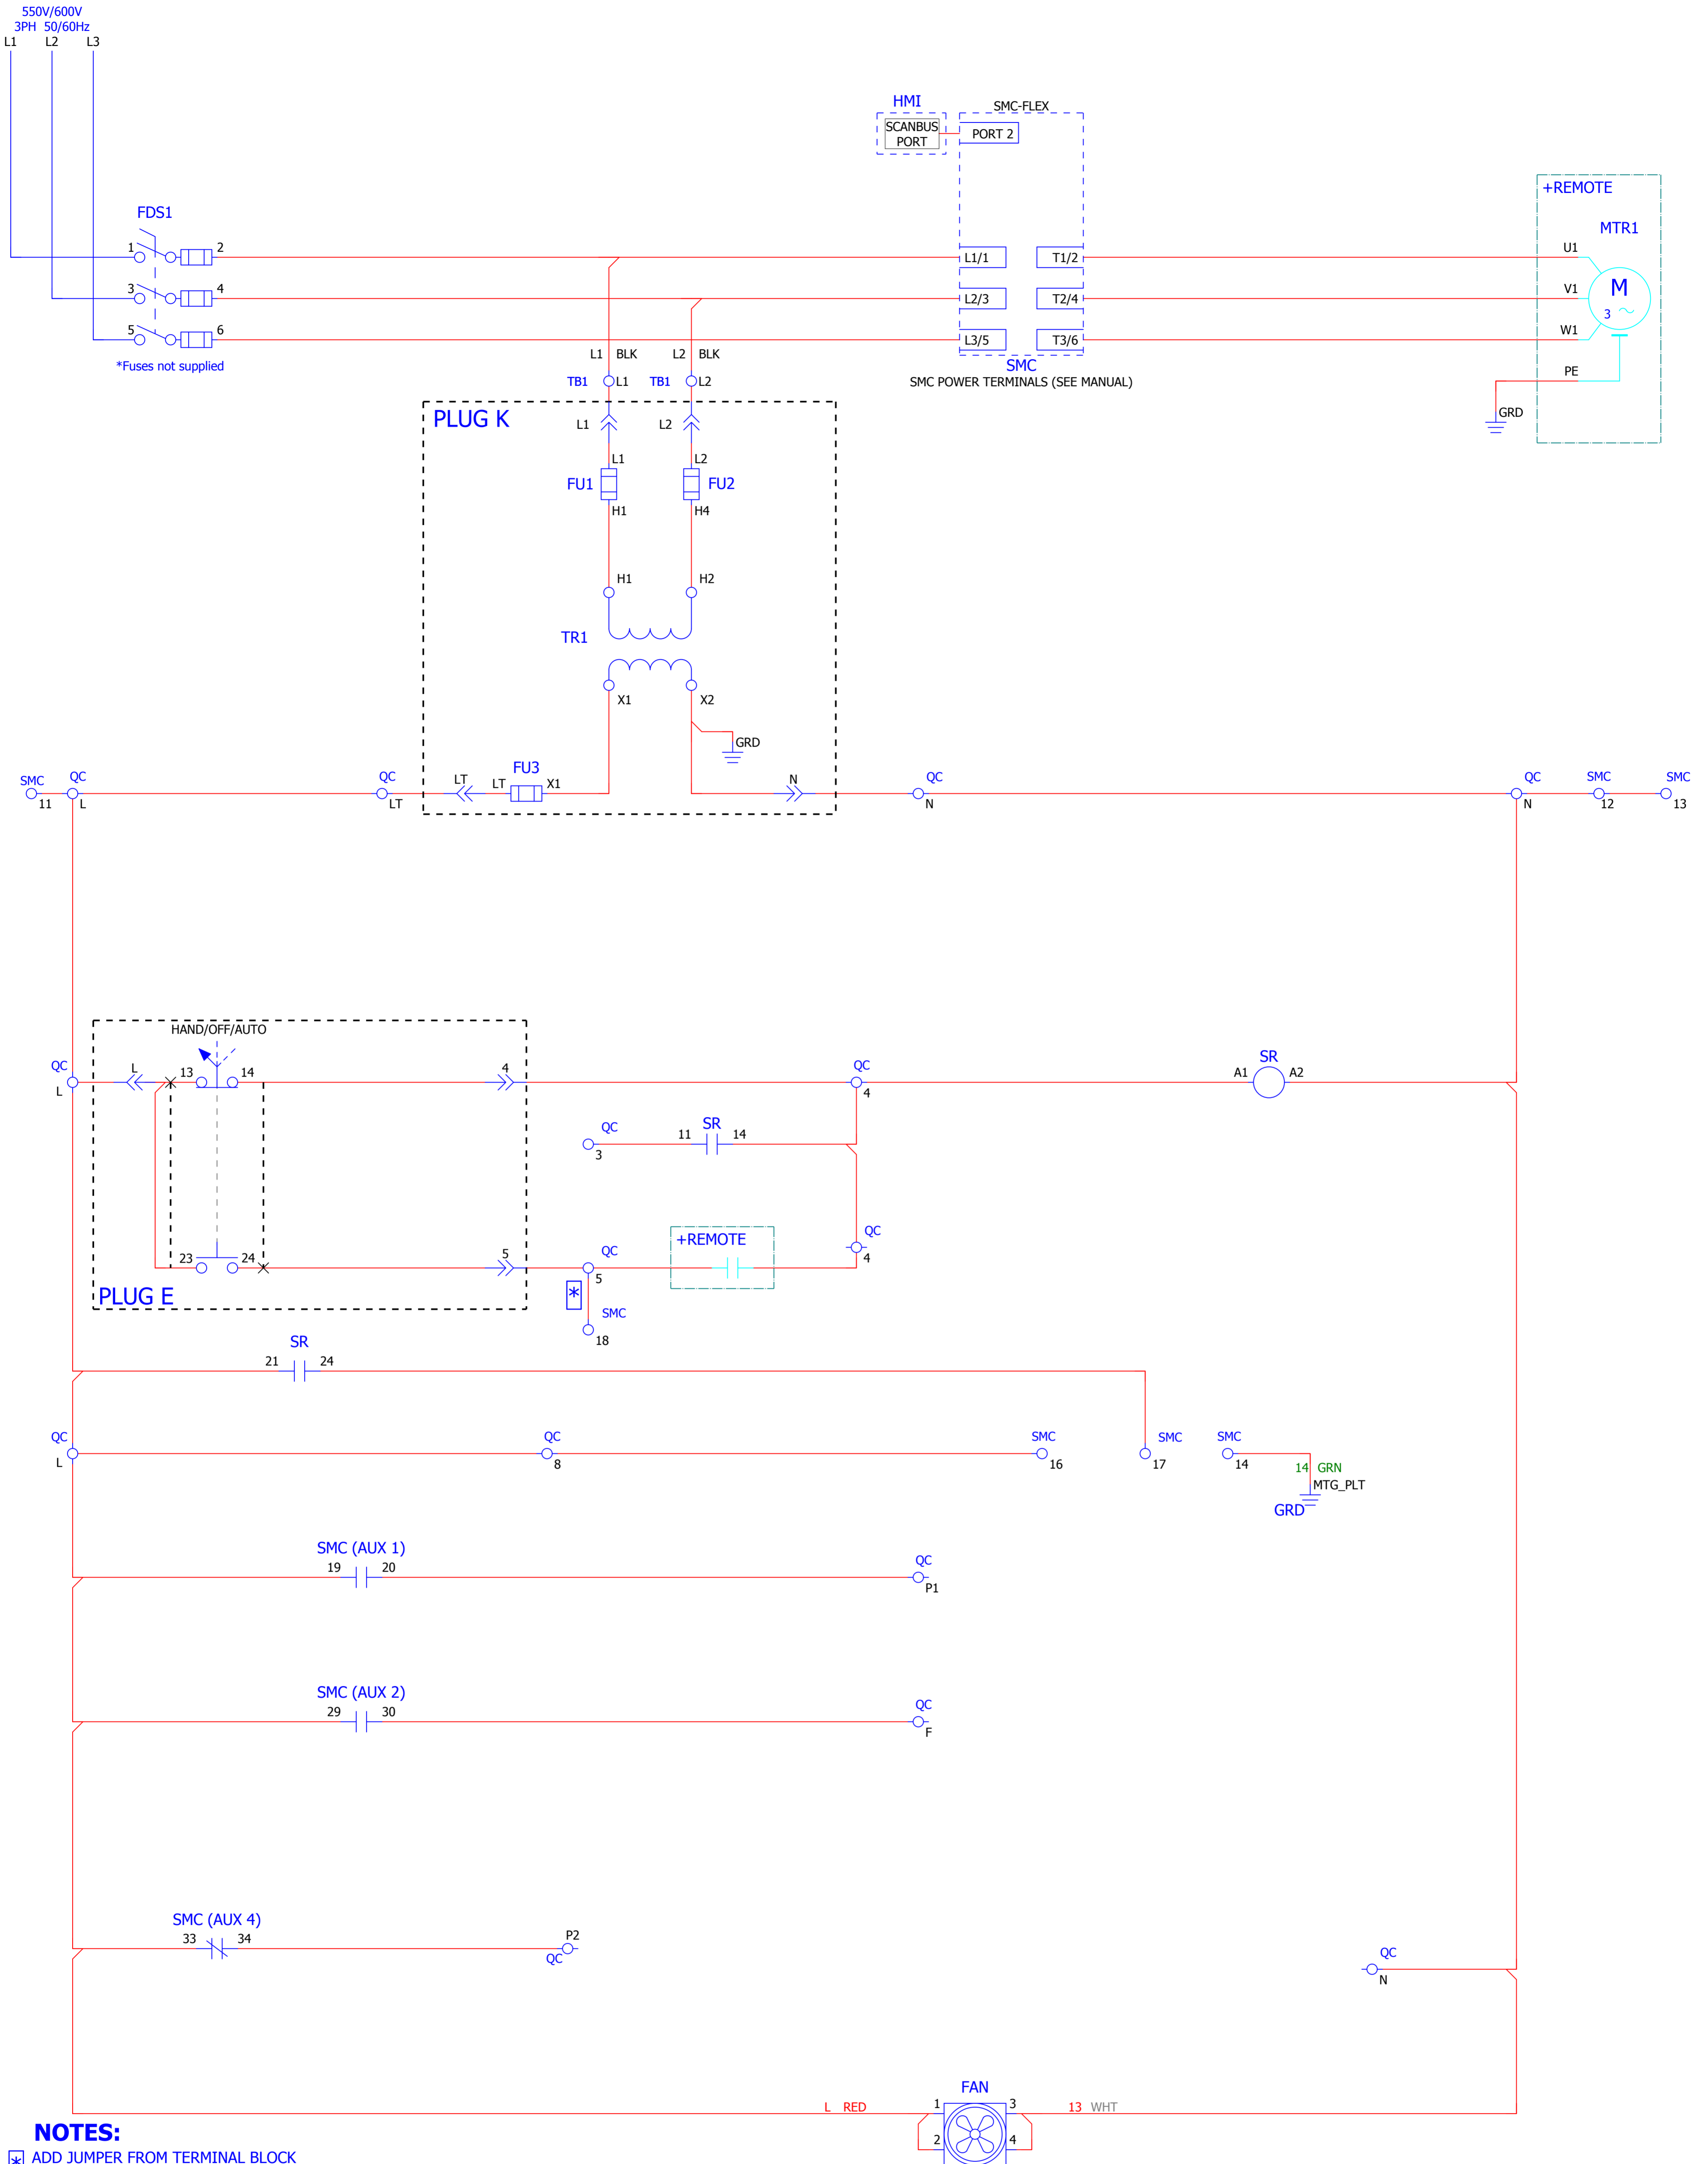 550V/600V
3PH 50/60Hz
L1 L2 L3
HMI
SMC-FLEX
SCANBUS
PORT
PORT 2
+REMOTE
MTR1
FDS1
1 2
L1/1 T1/2
U1
3 4
L2/3 T2/4
V1
M
3
5 6
L3/5 T3/6
W1
*Fuses not supplied
L1 BLK L2 BLK
SMC
SMC POWER TERMINALS (SEE MANUAL)
PE
GRD
TB1 L1 TB1 L2
PLUG K
L1 L2
L1 L2
FU1 FU2
H1 H4
H1 H2
TR1
X1 X2
GRD
SMC QC QC LT LT FU3 X1 N QC QC SMC SMC
11 L LT N N 12 13
HAND/OFF/AUTO
QC L 13 14 4 QC A1 SR A2
L 4
QC 11 SR 14
3
QC
4
23 24 5 QC +REMOTE
5
PLUG E
*
SMC
18
SR
21 24
QC QC SMC SMC SMC
L 8 16 17 14
14 GRN
MTG_PLT
GRD
SMC (AUX 1)
19 20 QC
P1
SMC (AUX 2)
29 30 QC
F
SMC (AUX 4)
33 34 P2
QC
QC
N
FAN
L RED 1 3 13 WHT
2 4
NOTES:
* ADD JUMPER FROM TERMINAL BLOCK